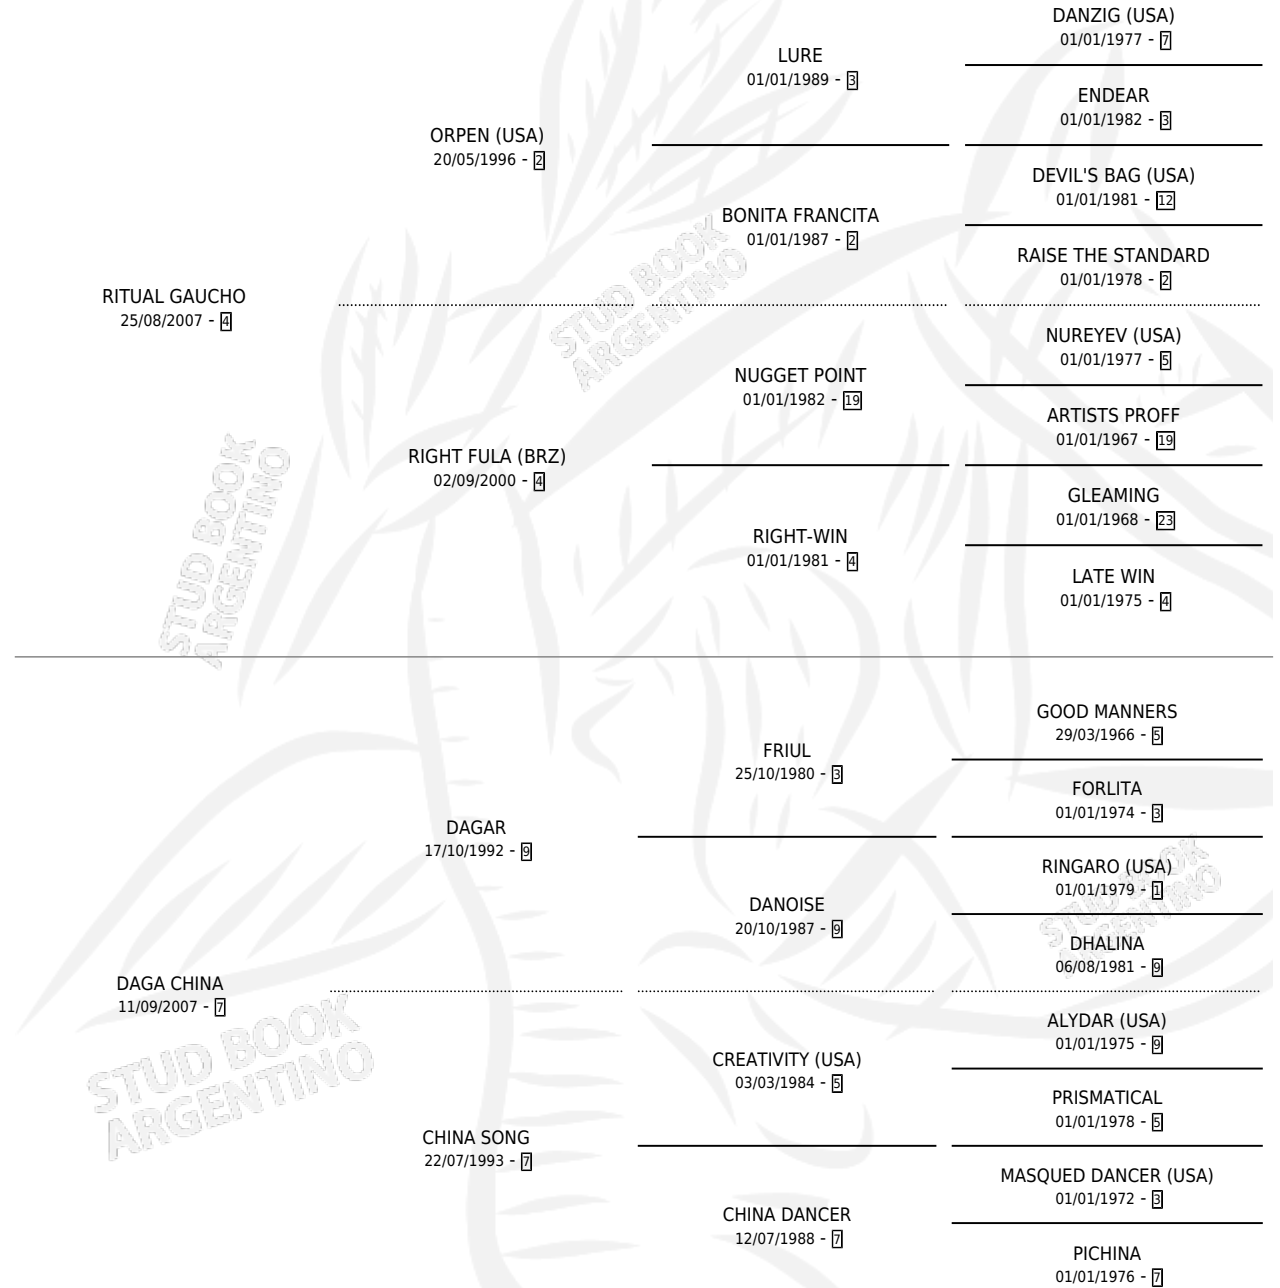 DANZIG (USA)
01/01/1977 - 7
LURE
01/01/1989 - 3
ENDEAR
01/01/1982 - 3
ORPEN (USA)
20/05/1996 - 2
DEVIL'S BAG (USA)
01/01/1981 - 12
BONITA FRANCITA
01/01/1987 - 2
RAISE THE STANDARD
01/01/1978 - 2
RITUAL GAUCHO
25/08/2007 - 4
STUD BOOK
ARGENTINO
NUREYEV (USA)
01/01/1977 - 5
NUGGET POINT
01/01/1982 - 19
ARTISTS PROFF
01/01/1967 - 19
RIGHT FULA (BRZ)
02/09/2000 - 4
GLEAMING
01/01/1968 - 23
RIGHT-WIN
01/01/1981 - 4
LATE WIN
01/01/1975 - 4
STUD BOOK
ARGENTINO
GOOD MANNERS
29/03/1966 - 5
FRIUL
25/10/1980 - 3
FORLITA
01/01/1974 - 3
DAGAR
17/10/1992 - 9
RINGARO (USA)
01/01/1979 - 1
DANOISE
20/10/1987 - 9
DHALINA
06/08/1981 - 9
STUD BOOK
ARGENTINO
DAGA CHINA
11/09/2007 - 7
ALYDAR (USA)
01/01/1975 - 9
CREATIVITY (USA)
03/03/1984 - 5
PRISMATICAL
01/01/1978 - 5
STUD BOOK
ARGENTINO
CHINA SONG
22/07/1993 - 7
MASQUED DANCER (USA)
01/01/1972 - 3
CHINA DANCER
12/07/1988 - 7
PICHINA
01/01/1976 - 7